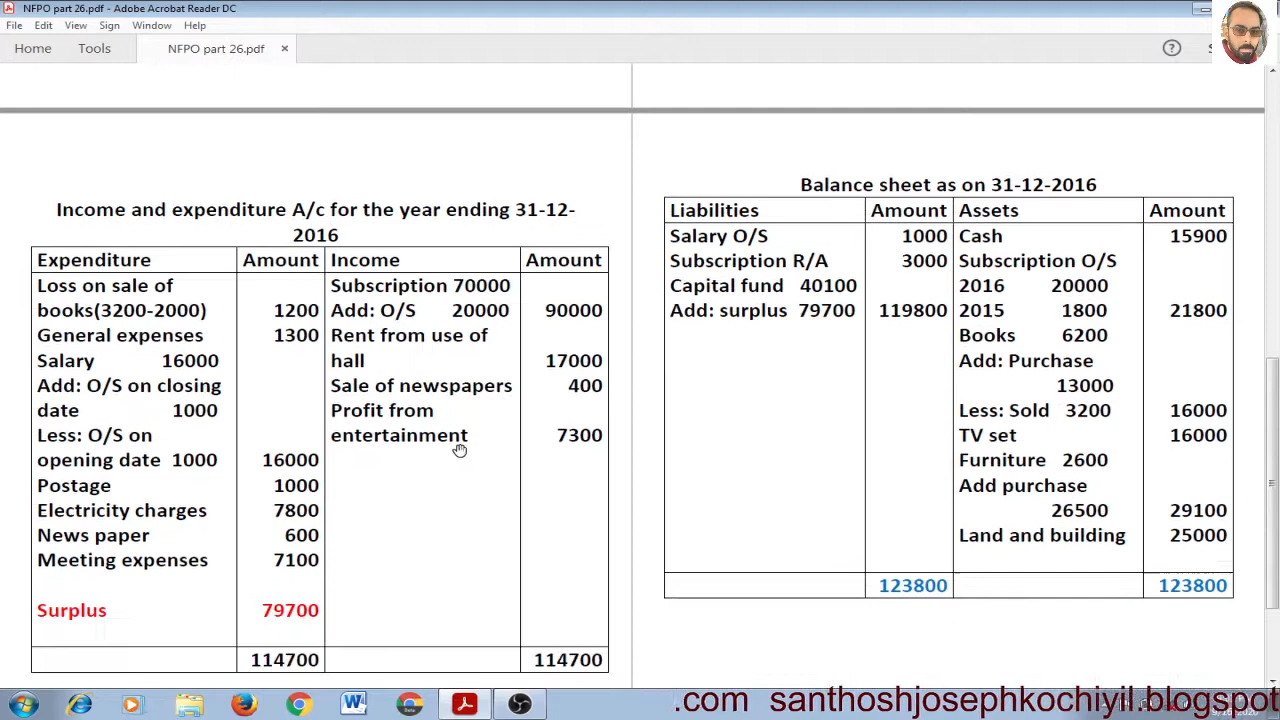 NFPO part 26.pdf - Adobe Acrobat Reader DC
File Edit View Sign Window Help
Home Tools NFPO part 26.pdf ×
Income and expenditure A/c for the year ending 31-12-
2016
Expenditure Amount Income Amount
Loss on sale of Subscription 70000
books(3200-2000) 1200 Add: O/S 20000 90000
General expenses 1300 Rent from use of
Salary 16000 hall 17000
Add: O/S on closing Sale of newspapers 400
date 1000 Profit from
Less: O/S on entertainment 7300
opening date 1000 16000
Postage 1000
Electricity charges 7800
News paper 600
Meeting expenses 7100
Surplus 79700
114700 114700
Balance sheet as on 31-12-2016
Liabilities Amount Assets Amount
Salary O/S 1000 Cash 15900
Subscription R/A 3000 Subscription O/S
Capital fund 40100 2016 20000
Add: surplus 79700 119800 2015 1800 21800
Books 6200
Add: Purchase
13000
Less: Sold 3200 16000
TV set 16000
Furniture 2600
Add purchase
26500 29100
Land and building 25000
123800 123800
.com santhoshjosephkochiyil.blogspot